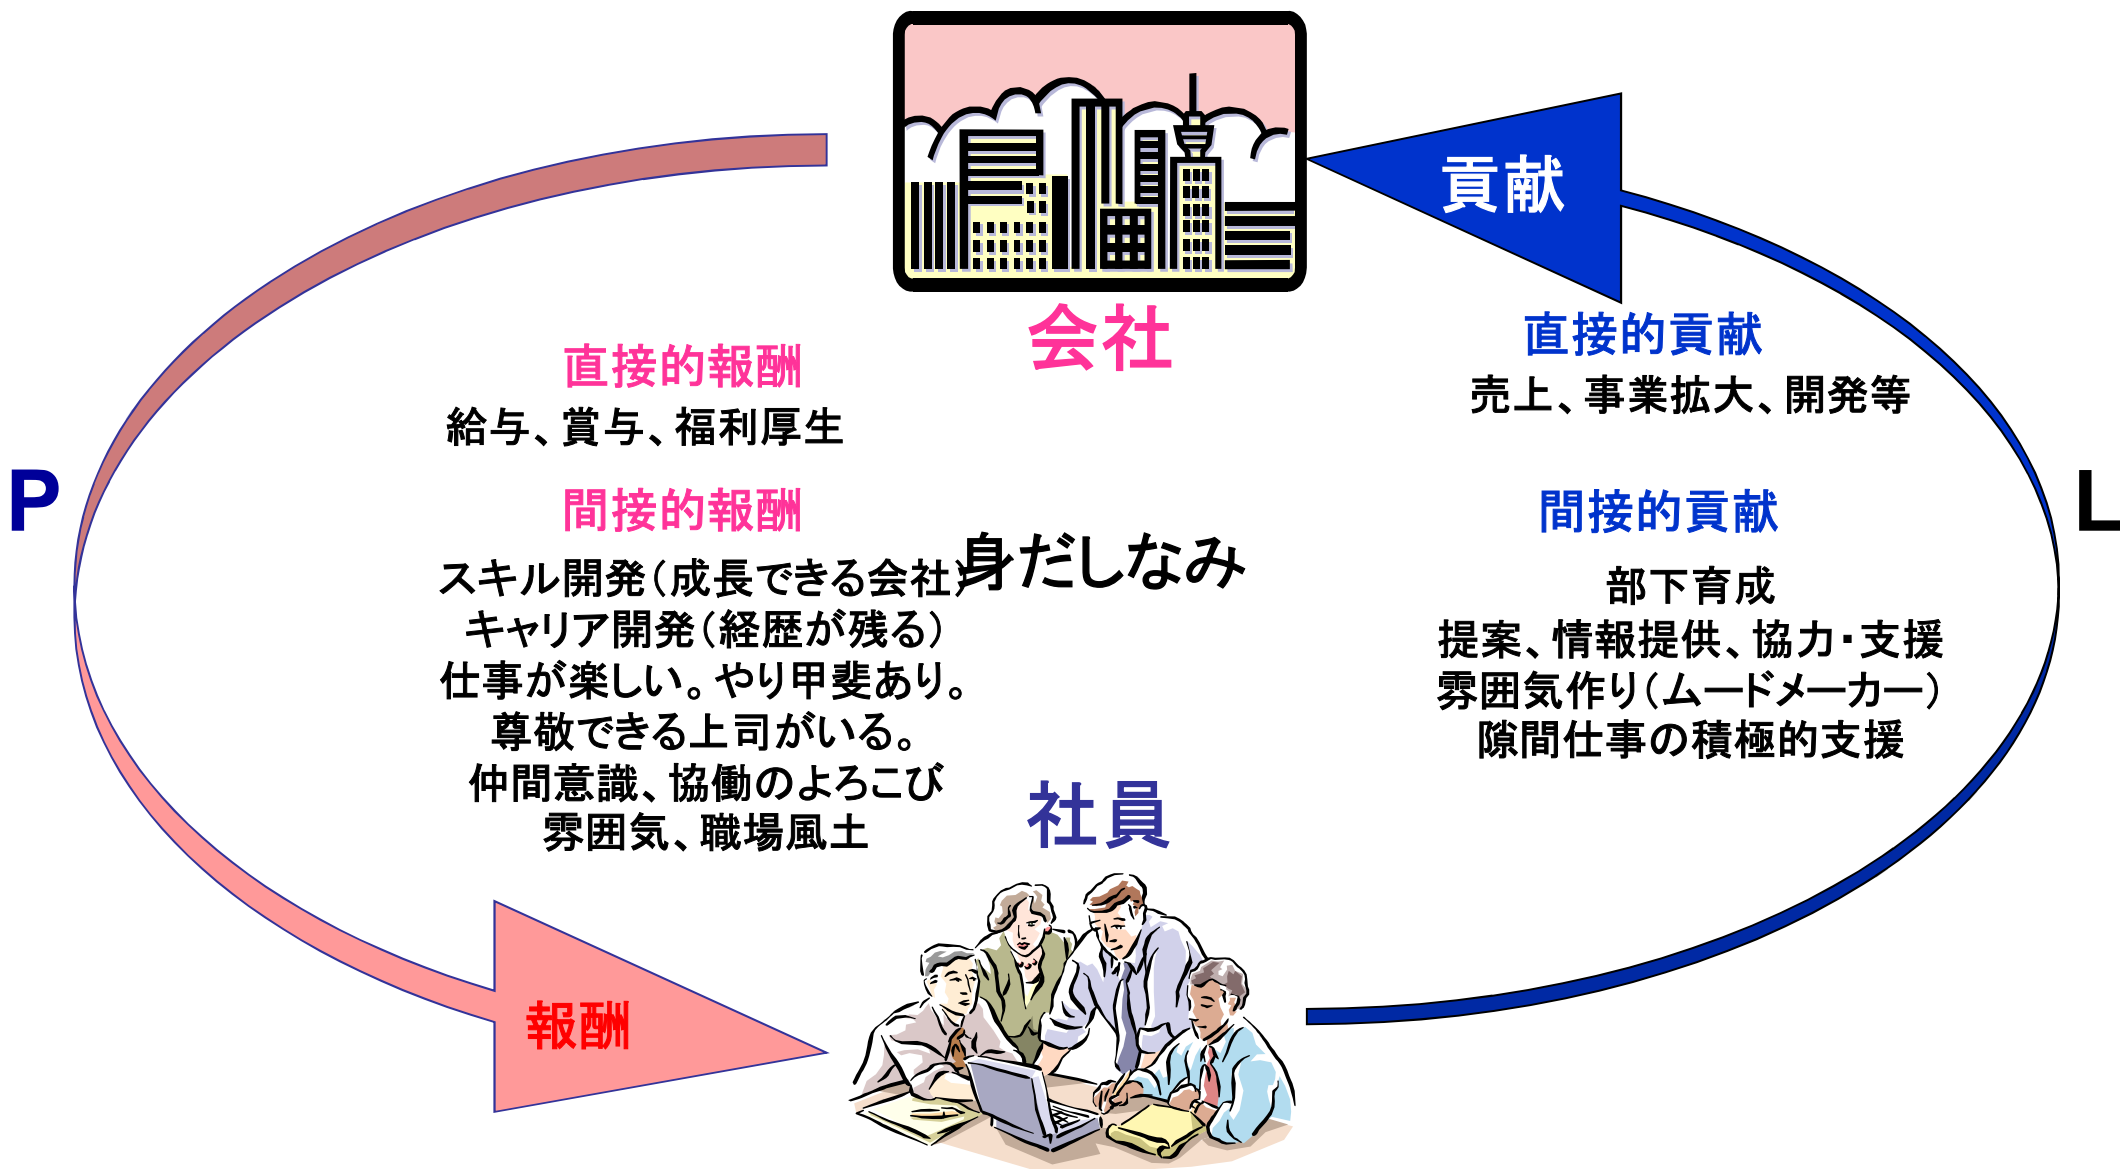 会社
貢献
直接的報酬
給与、賞与、福利厚生
間接的報酬
スキル開発（成長できる会社）
キャリア開発（経歴が残る）
仕事が楽しい。やり甲斐あり。
尊敬できる上司がいる。
仲間意識、協働のよろこび
雰囲気、職場風土
P
身だしなみ
直接的貢献
売上、事業拡大、開発等
間接的貢献
部下育成
提案、情報提供、協力・支援
雰囲気作り（ムードメーカー）
隙間仕事の積極的支援
L
社員
報酬